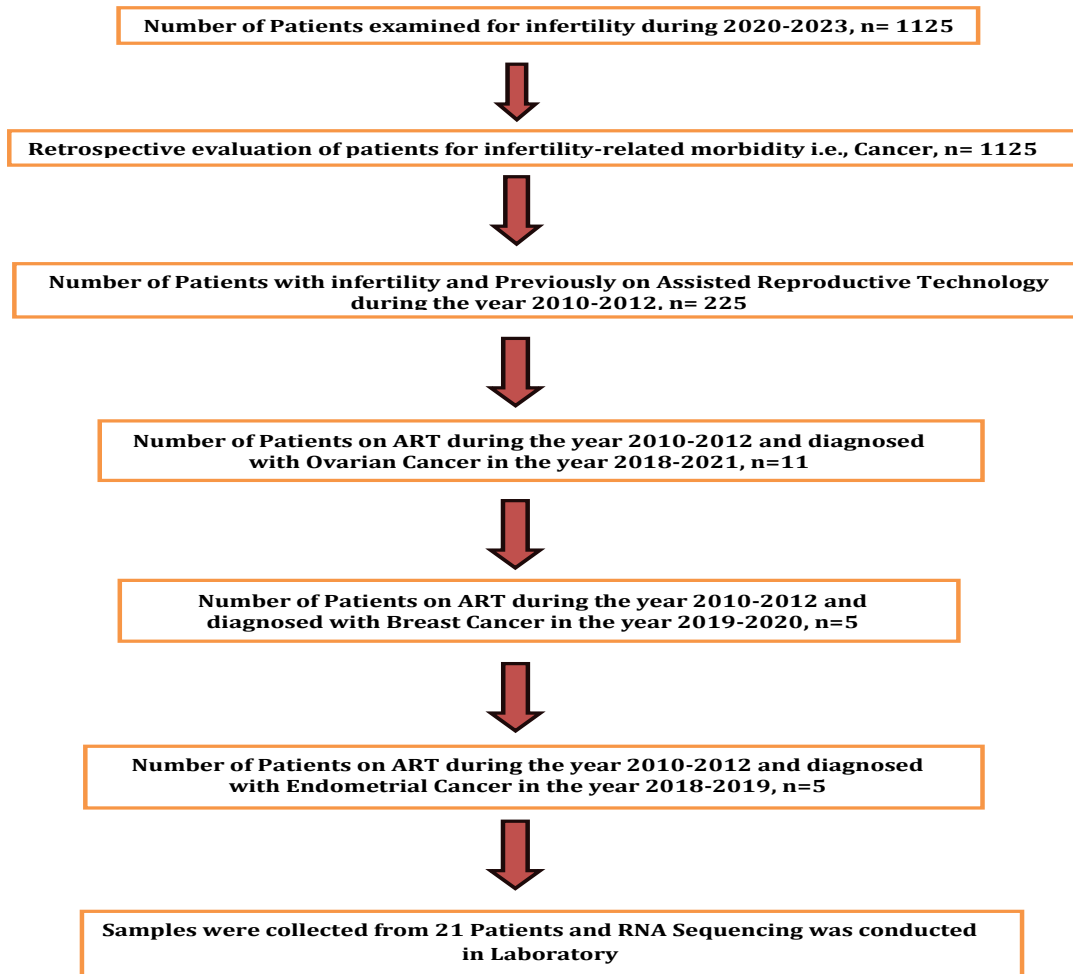 Number of Patients examined for infertility during 2020-2023, n= 1125
Retrospective evaluation of patients for infertility-related morbidity i.e., Cancer, n= 1125
Number of Patients with infertility and Previously on Assisted Reproductive Technology
during the year 2010-2012, n= 225
Number of Patients on ART during the year 2010-2012 and diagnosed
with Ovarian Cancer in the year 2018-2021, n=11
Number of Patients on ART during the year 2010-2012 and
diagnosed with Breast Cancer in the year 2019-2020, n=5
Number of Patients on ART during the year 2010-2012 and diagnosed
with Endometrial Cancer in the year 2018-2019, n=5
Samples were collected from 21 Patients and RNA Sequencing was conducted
in Laboratory